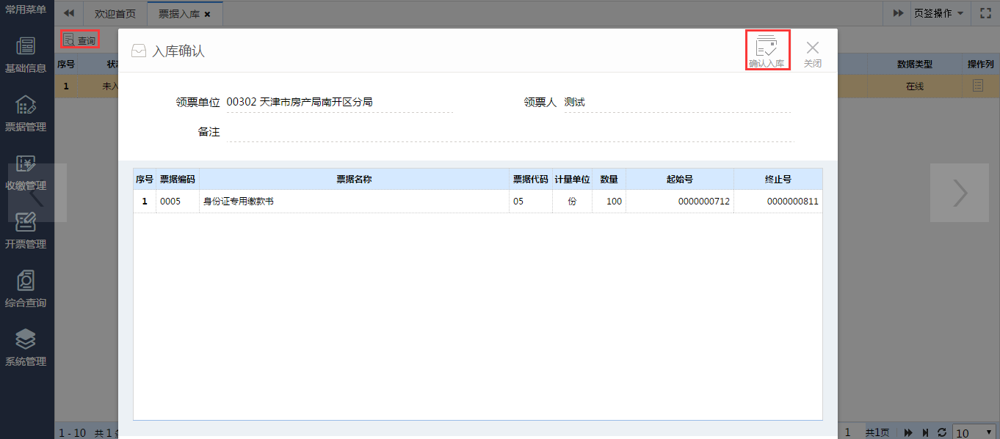 常用菜单
欢迎首页 票据入库 页签操作
查询
入库确认
确认入库 关闭
基础信息
票据管理
收缴管理
开票管理
综合查询
系统管理
序号 数据类型 操作列
1 在线
领票单位 00302 天津市房产局南开区分局 领票人 测试
备注
序号 票据编码 票据名称 票据代码 计量单位 数量 起始号 终止号
1 0005 身份证专用缴款书 05 份 100 0000000712 0000000811
1 - 10 共 1 1 共1页 10